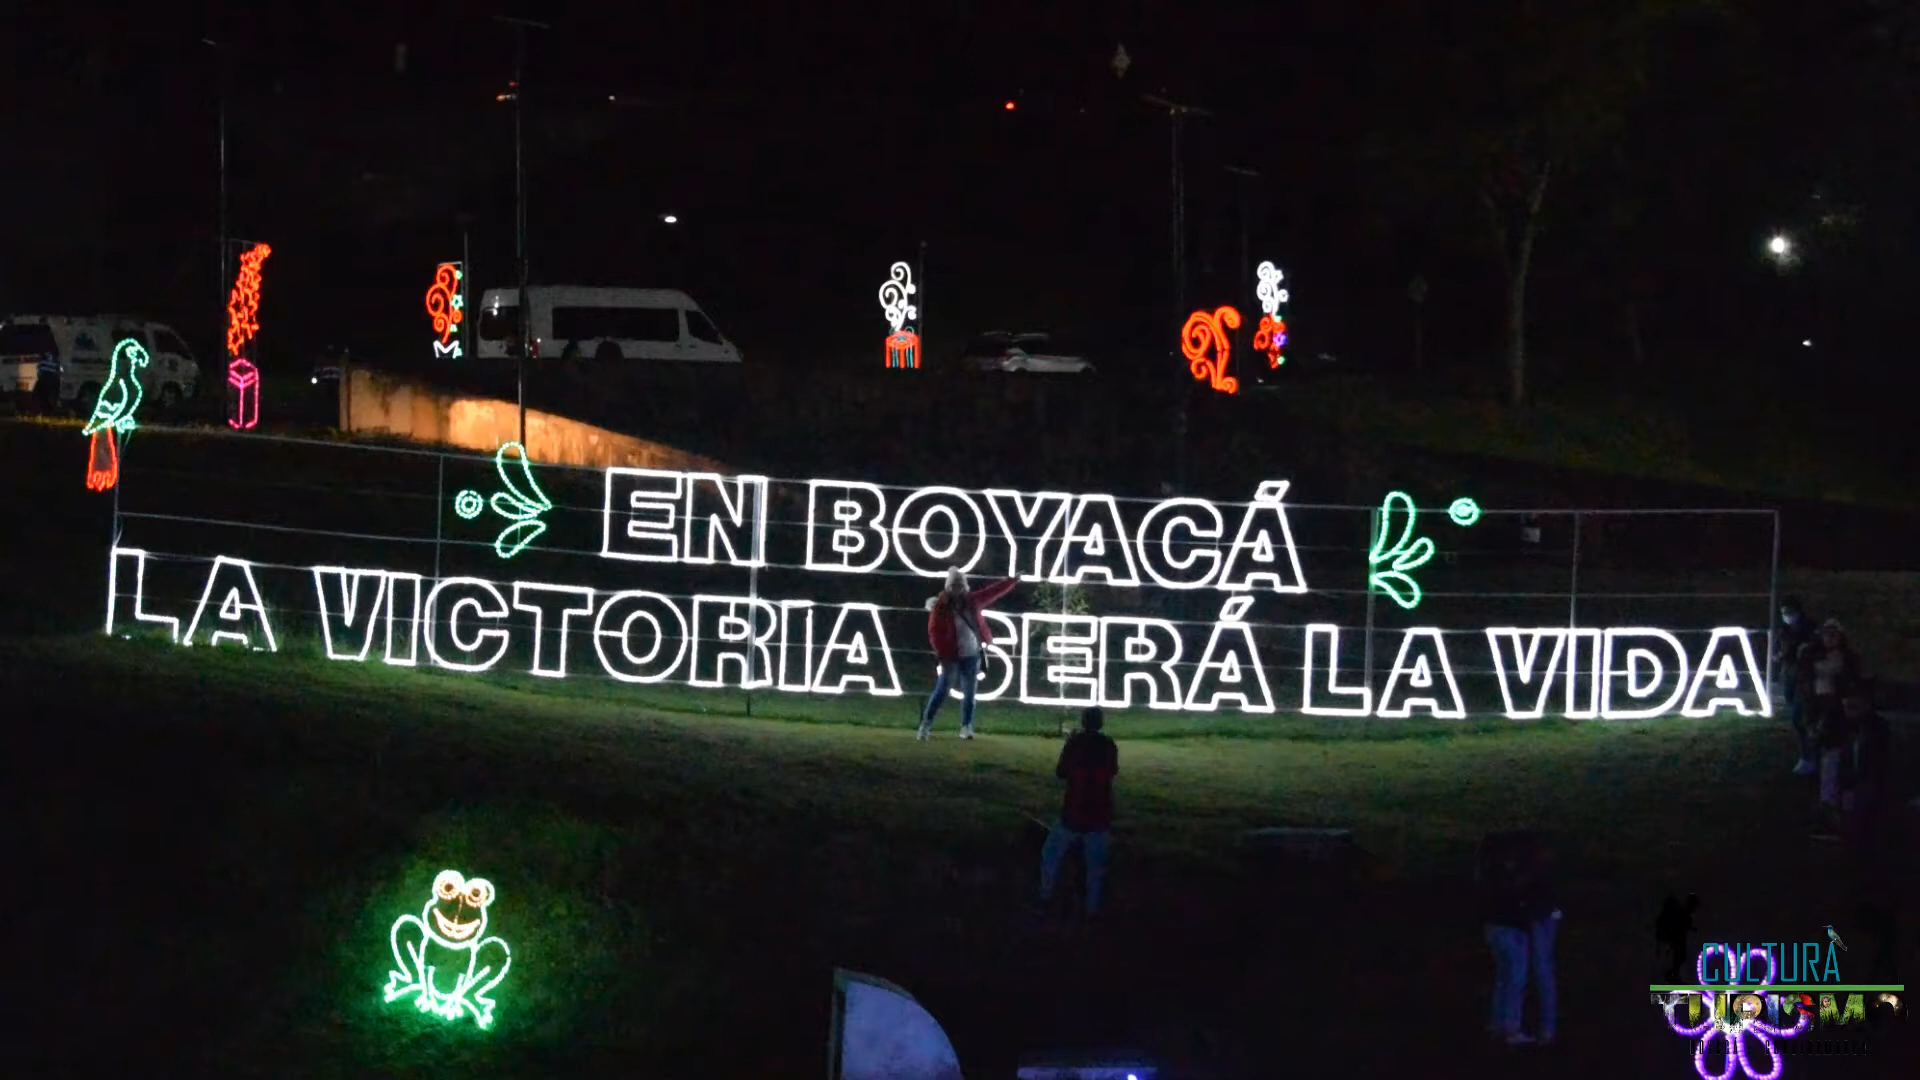 EN BOYACÁ
LA VICTORIA SERÁ LA VIDA
CULTURA
TURISMO